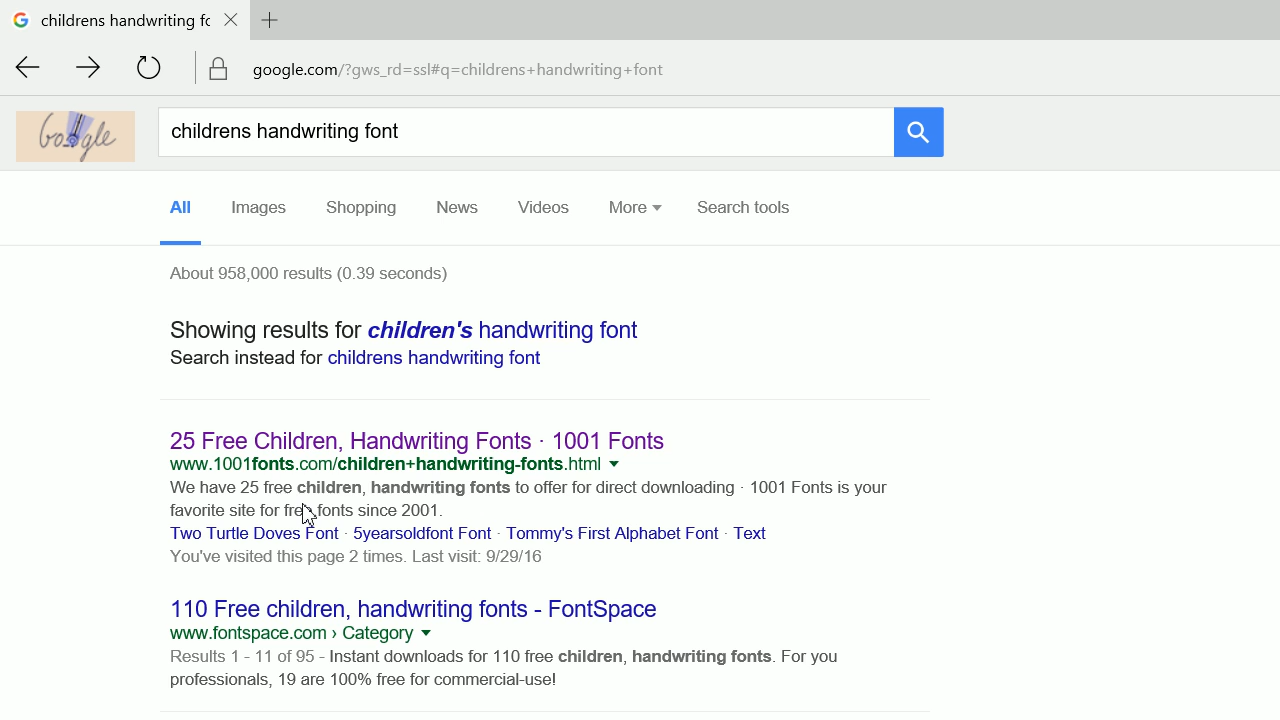 childrens handwriting fo
google.com/?gws_rd=ssl#q=childrens+handwriting+font
Google
childrens handwriting font
All Images Shopping News Videos More Search tools
About 958,000 results (0.39 seconds)
Showing results for children's handwriting font
Search instead for childrens handwriting font
25 Free Children, Handwriting Fonts · 1001 Fonts
www.1001fonts.com/children+handwriting-fonts.html
We have 25 free children, handwriting fonts to offer for direct downloading · 1001 Fonts is your
favorite site for free fonts since 2001.
Two Turtle Doves Font · 5yearsoldfont Font · Tommy's First Alphabet Font · Text
You've visited this page 2 times. Last visit: 9/29/16
110 Free children, handwriting fonts - FontSpace
www.fontspace.com › Category
Results 1 - 11 of 95 - Instant downloads for 110 free children, handwriting fonts. For you
professionals, 19 are 100% free for commercial-use!